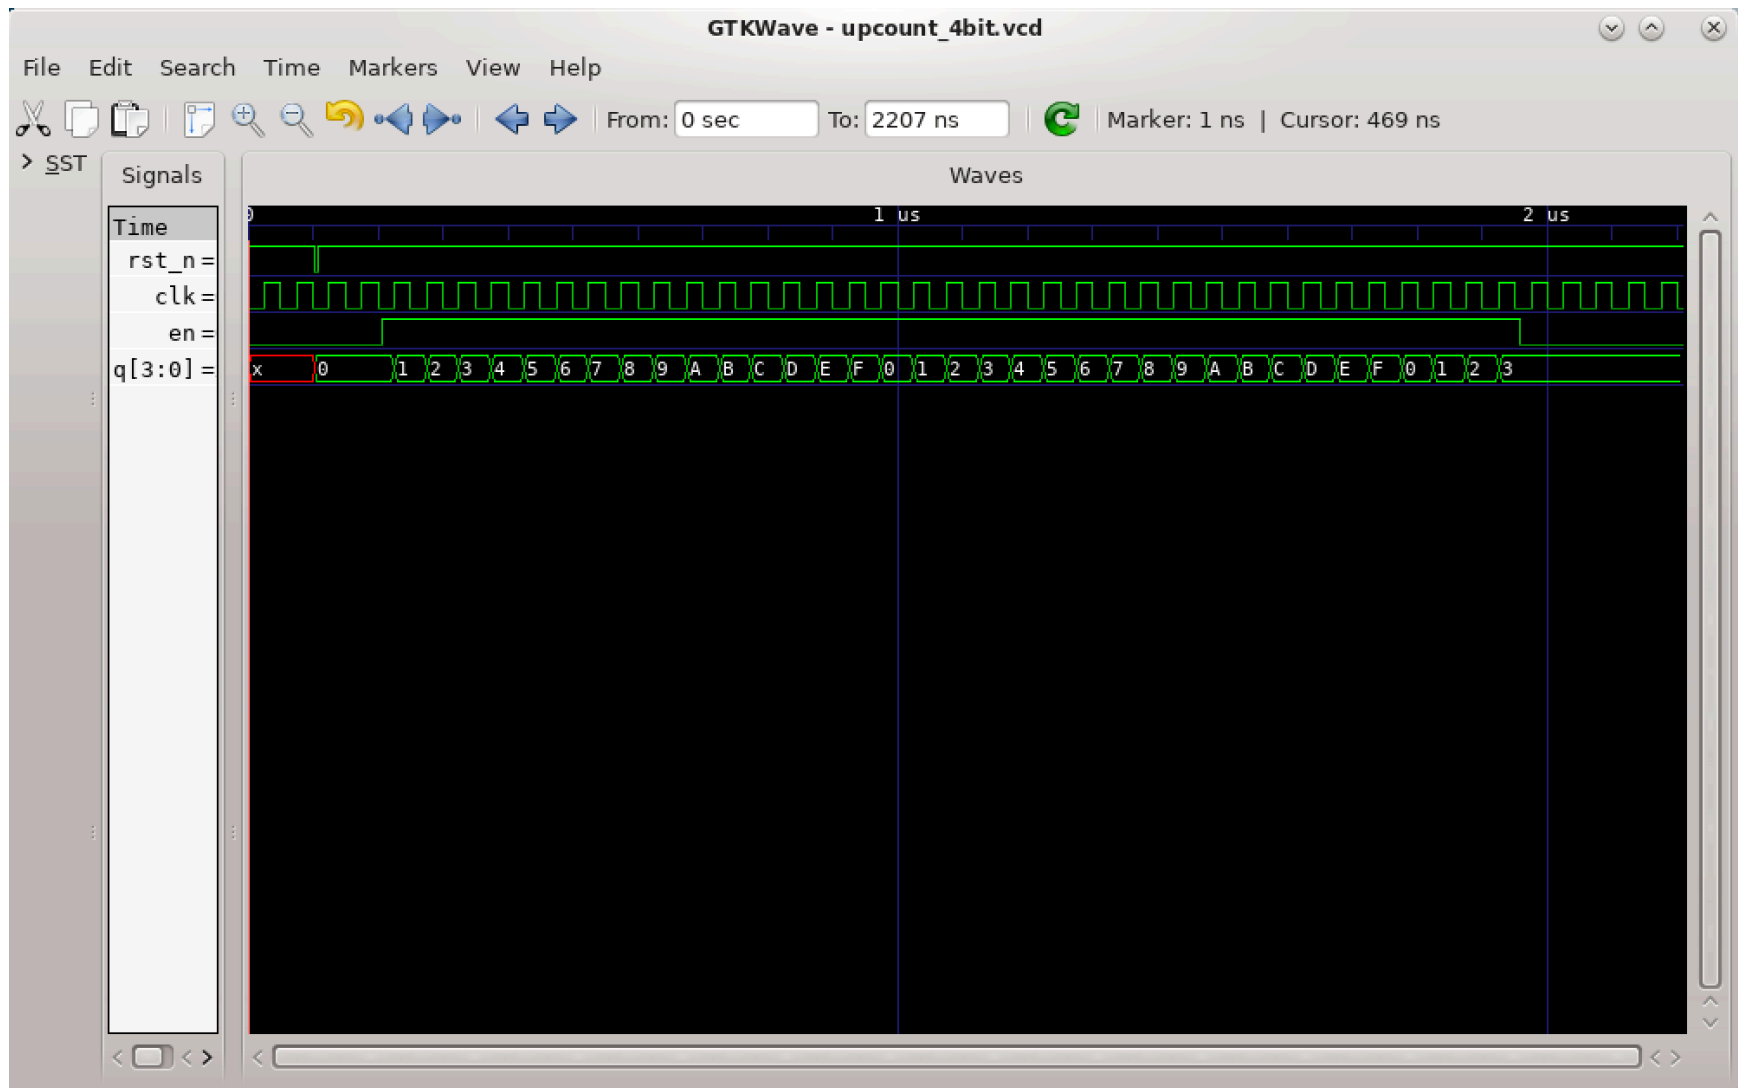 GTKWave - upcount_4bit.vcd
File Edit Search Time Markers View Help
From: 0 sec To: 2207 ns Marker: 1 ns | Cursor: 469 ns
> SST
Signals
Waves
Time
0 1 us 2 us
rst_n =
clk =
en =
q[3:0] = x 0 1 2 3 4 5 6 7 8 9 A B C D E F 0 1 2 3 4 5 6 7 8 9 A B C D E F 0 1 2 3